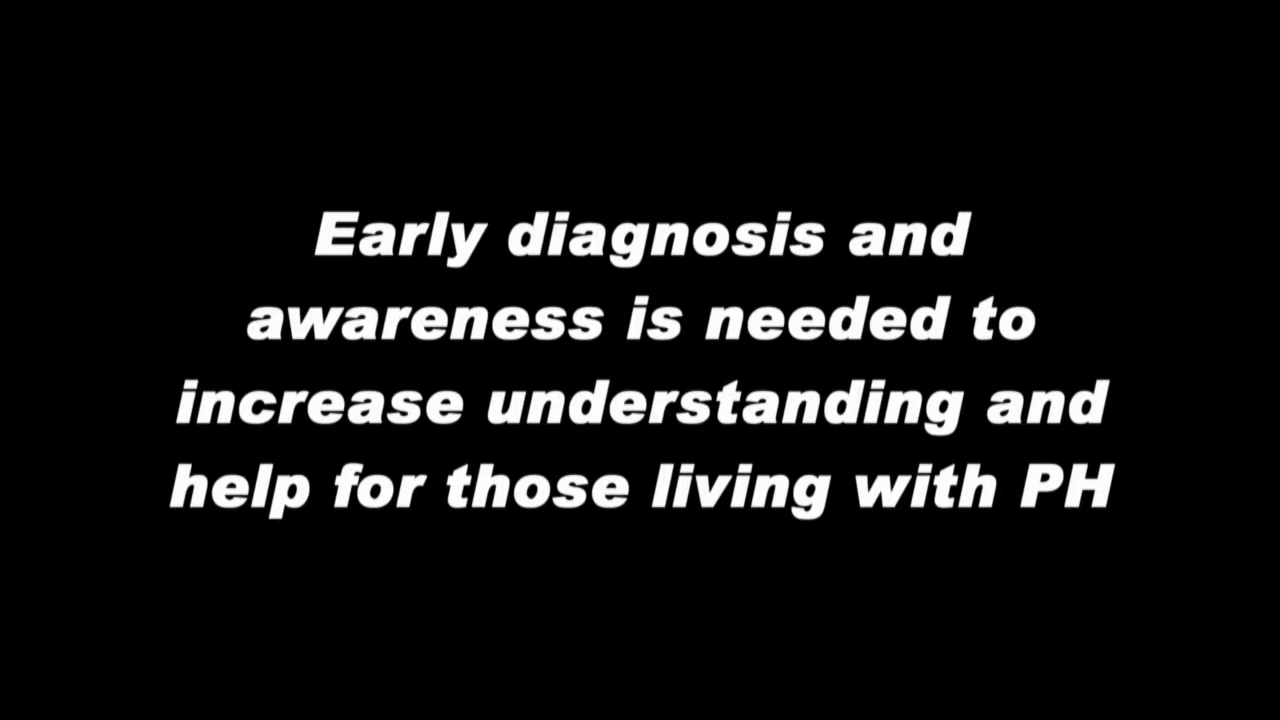 Early diagnosis and
awareness is needed to
increase understanding and
help for those living with PH